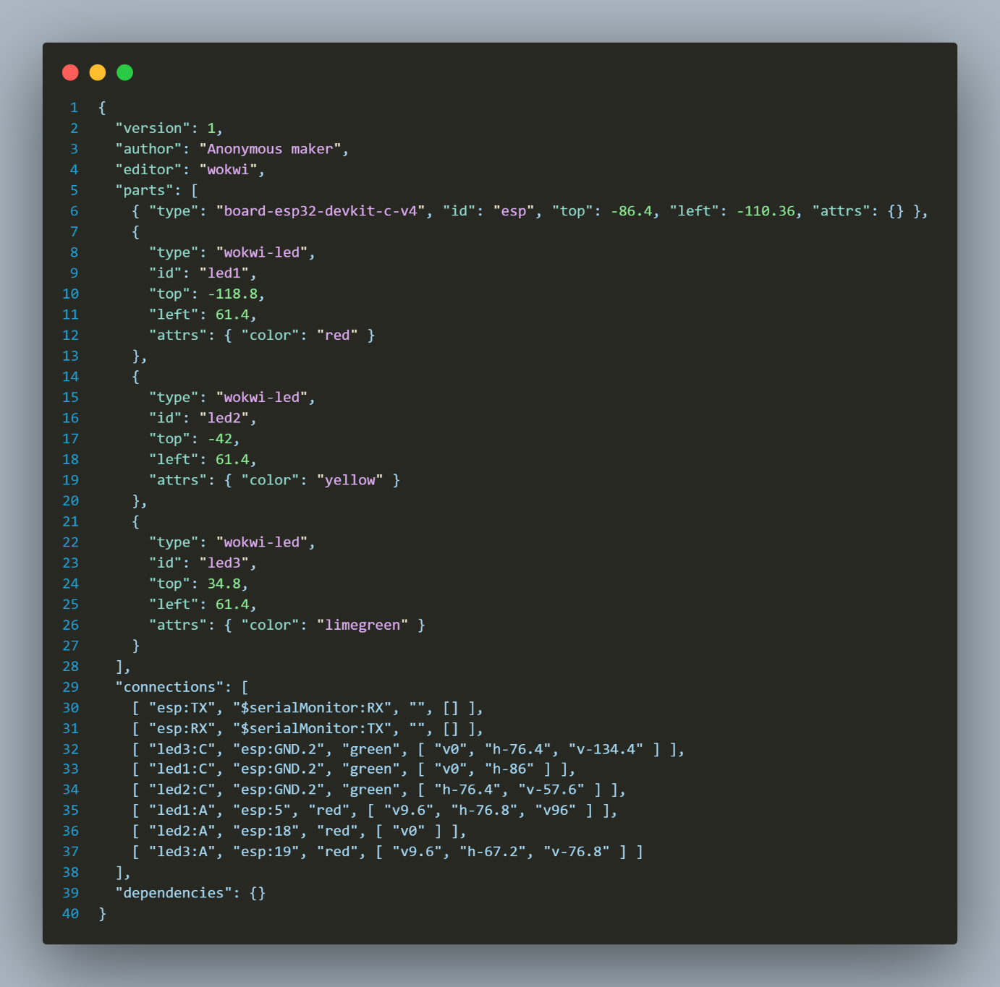 1 {
2   "version": 1,
3   "author": "Anonymous maker",
4   "editor": "wokwi",
5   "parts": [
6     { "type": "board-esp32-devkit-c-v4", "id": "esp", "top": -86.4, "left": -110.36, "attrs": {} },
7     {
8       "type": "wokwi-led",
9       "id": "led1",
10       "top": -118.8,
11       "left": 61.4,
12       "attrs": { "color": "red" }
13     },
14     {
15       "type": "wokwi-led",
16       "id": "led2",
17       "top": -42,
18       "left": 61.4,
19       "attrs": { "color": "yellow" }
20     },
21     {
22       "type": "wokwi-led",
23       "id": "led3",
24       "top": 34.8,
25       "left": 61.4,
26       "attrs": { "color": "limegreen" }
27     }
28   ],
29   "connections": [
30     [ "esp:TX", "$serialMonitor:RX", "", [] ],
31     [ "esp:RX", "$serialMonitor:TX", "", [] ],
32     [ "led3:C", "esp:GND.2", "green", [ "v0", "h-76.4", "v-134.4" ] ],
33     [ "led1:C", "esp:GND.2", "green", [ "v0", "h-86" ] ],
34     [ "led2:C", "esp:GND.2", "green", [ "h-76.4", "v-57.6" ] ],
35     [ "led1:A", "esp:5", "red", [ "v9.6", "h-76.8", "v96" ] ],
36     [ "led2:A", "esp:18", "red", [ "v0" ] ],
37     [ "led3:A", "esp:19", "red", [ "v9.6", "h-67.2", "v-76.8" ] ]
38   ],
39   "dependencies": {}
40 }